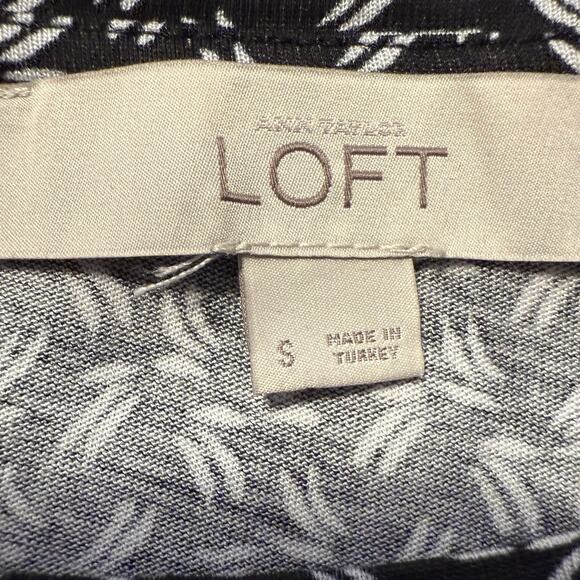 ANN TAYLOR
LOFT
S
MADE IN
TURKEY